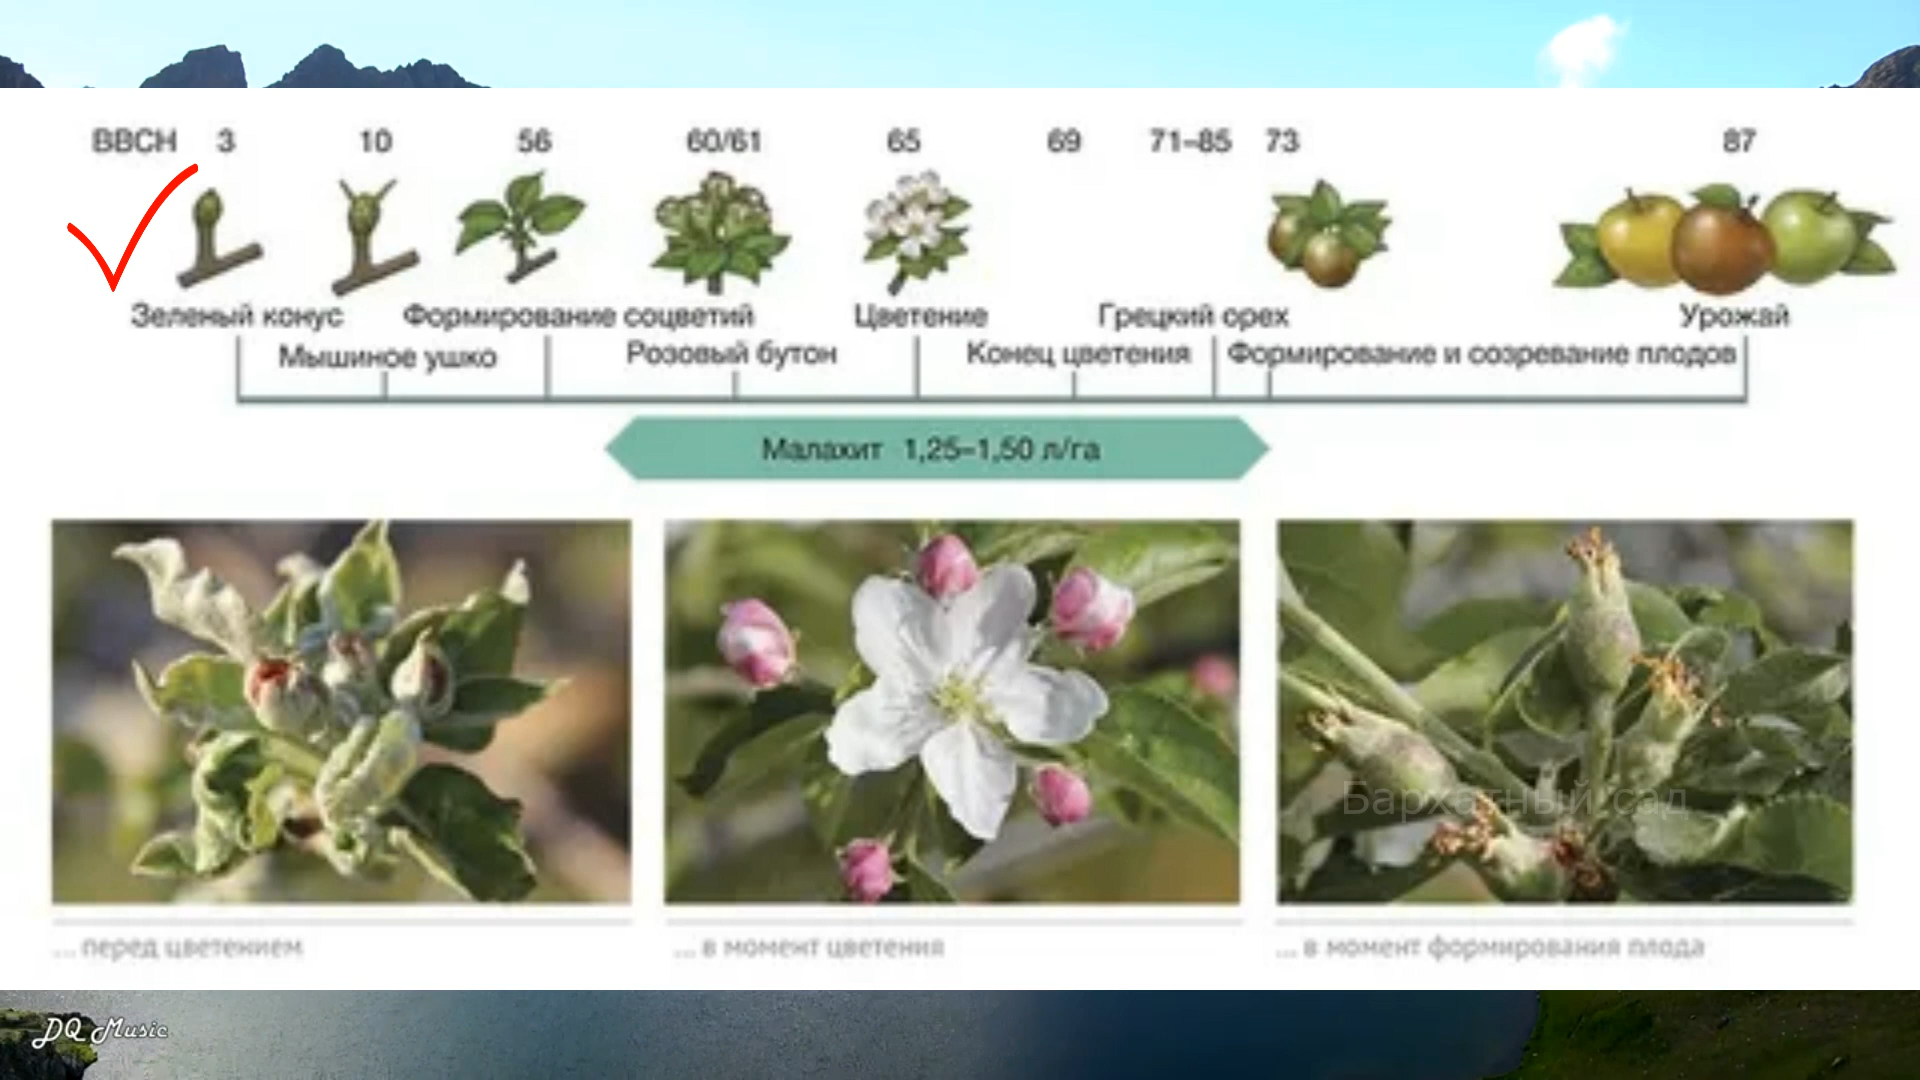 BBCH 3 10 56 60/61 65 69 71–85 73 87
Зеленый конус Формирование соцветий Цветение Грецкий орех Урожай
Мышиное ушко Розовый бутон Конец цветения Формирование и созревание плодов
Малахит 1,25–1,50 л/га
Бархатный сад
... перед цветением ... в момент цветения ... в момент формирования плода
DQ Music